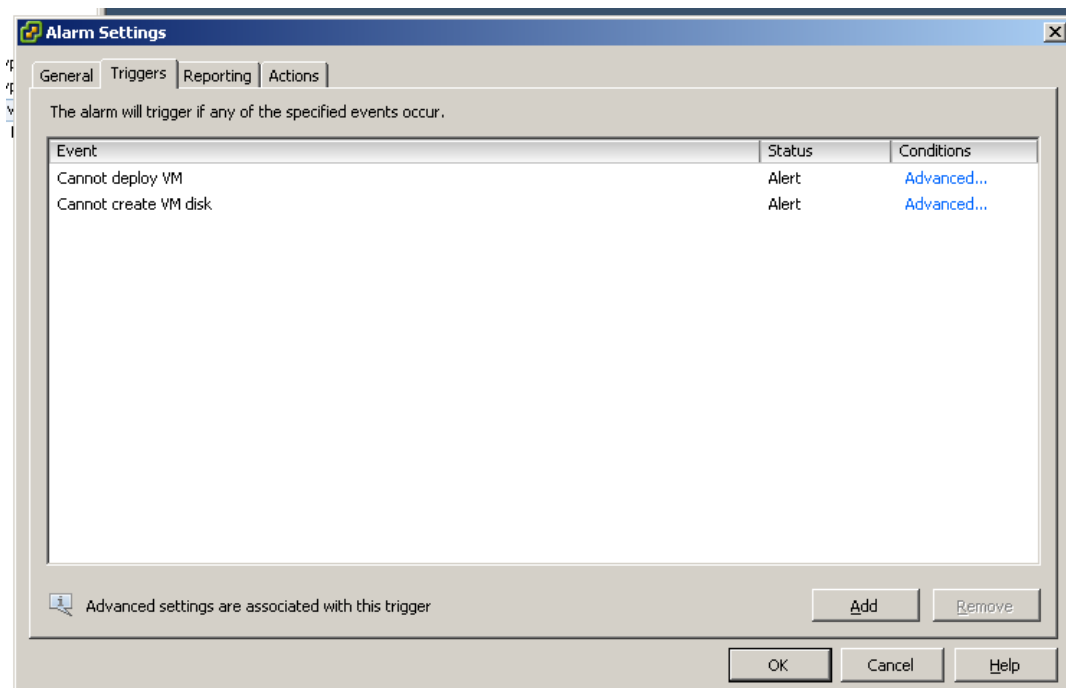 Alarm Settings
General Triggers Reporting Actions
The alarm will trigger if any of the specified events occur.
Event Status Conditions
Cannot deploy VM Alert Advanced...
Cannot create VM disk Alert Advanced...
Advanced settings are associated with this trigger
Add Remove
OK Cancel Help